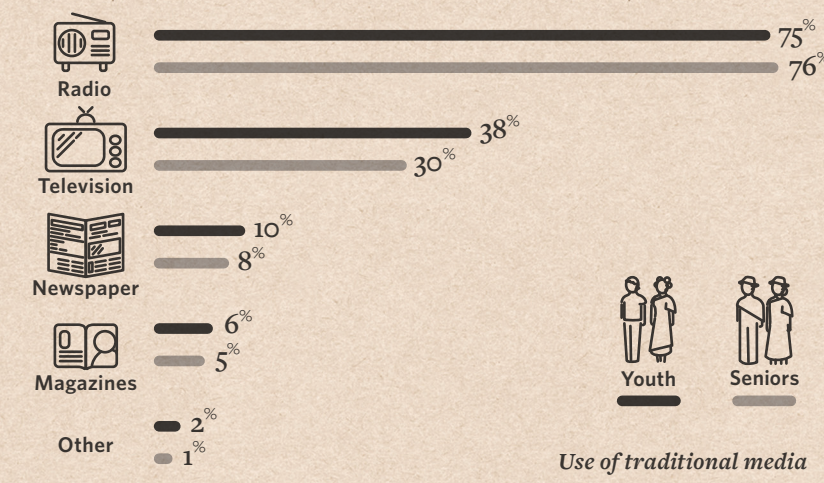 75%
76%
Radio
38%
30%
Television
10%
8%
Newspaper
6%
5%
Magazines
2%
Other
1%
Youth
Seniors
Use of traditional media